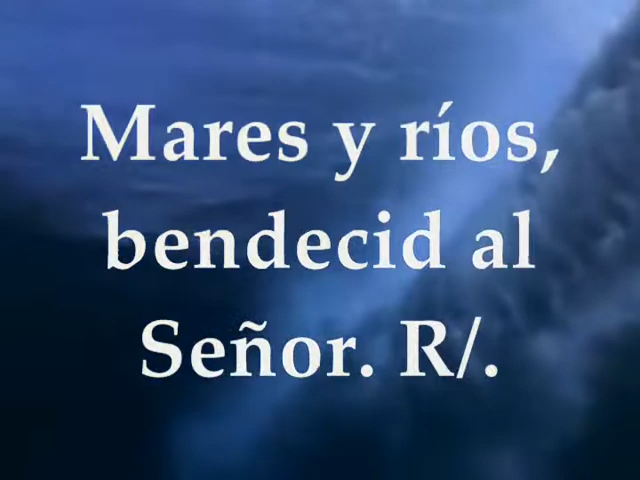 Mares y ríos,
bendecid al
Señor. R/.